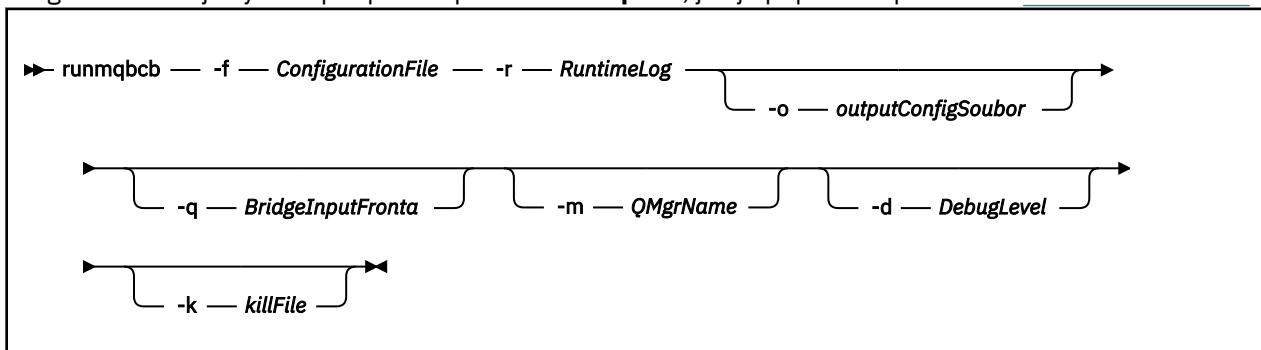 runmqbcb -f ConfigurationFile -r RuntimeLog
-o outputConfigSoubor
-q BridgeInputFronta -m QMgrName -d DebugLevel
-k killFile